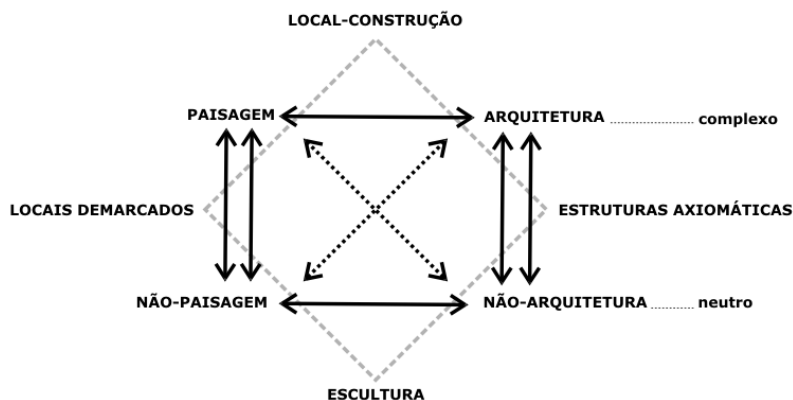 LOCAL-CONSTRUÇÃO
PAISAGEM
ARQUITETURA ........................ complexo
LOCAIS DEMARCADOS
ESTRUTURAS AXIOMÁTICAS
NÃO-PAISAGEM
NÃO-ARQUITETURA ............ neutro
ESCULTURA